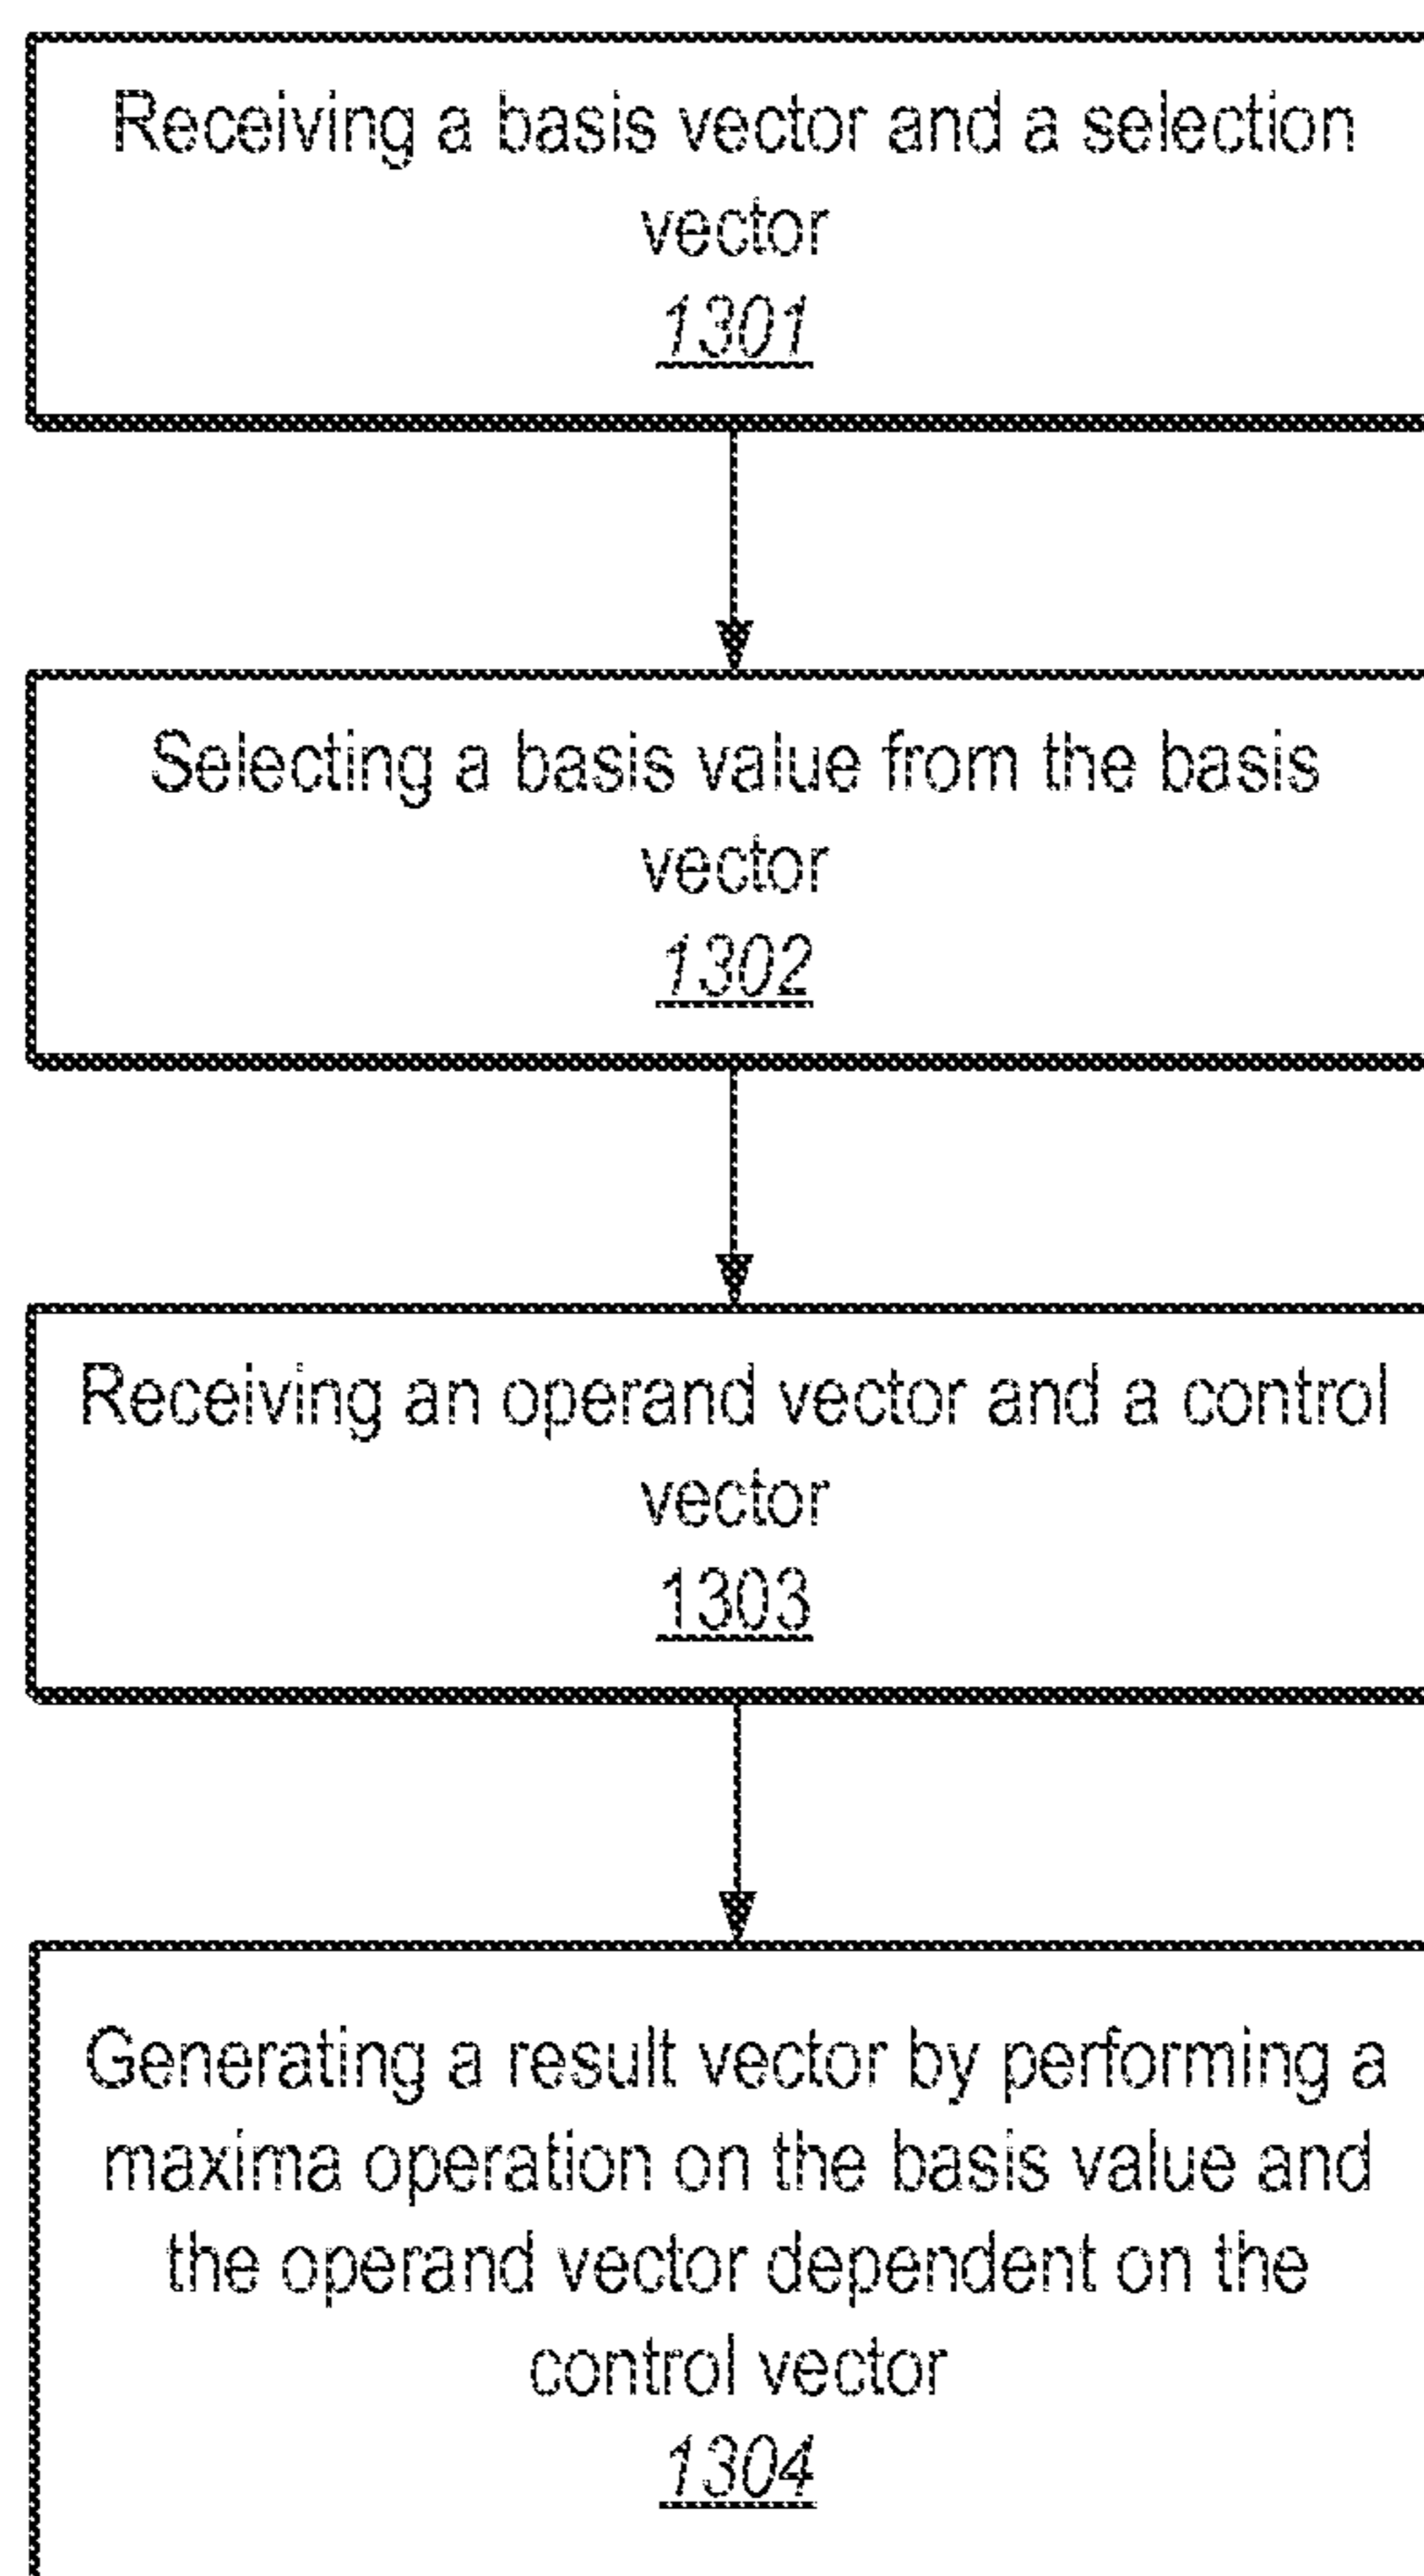 Receiving a basis vector and a selection
vector
1301
Selecting a basis value from the basis
vector
1302
Receiving an operand vector and a control
vector
1303
Generating a result vector by performing a
maxima operation on the basis value and
the operand vector dependent on the
control vector
1304